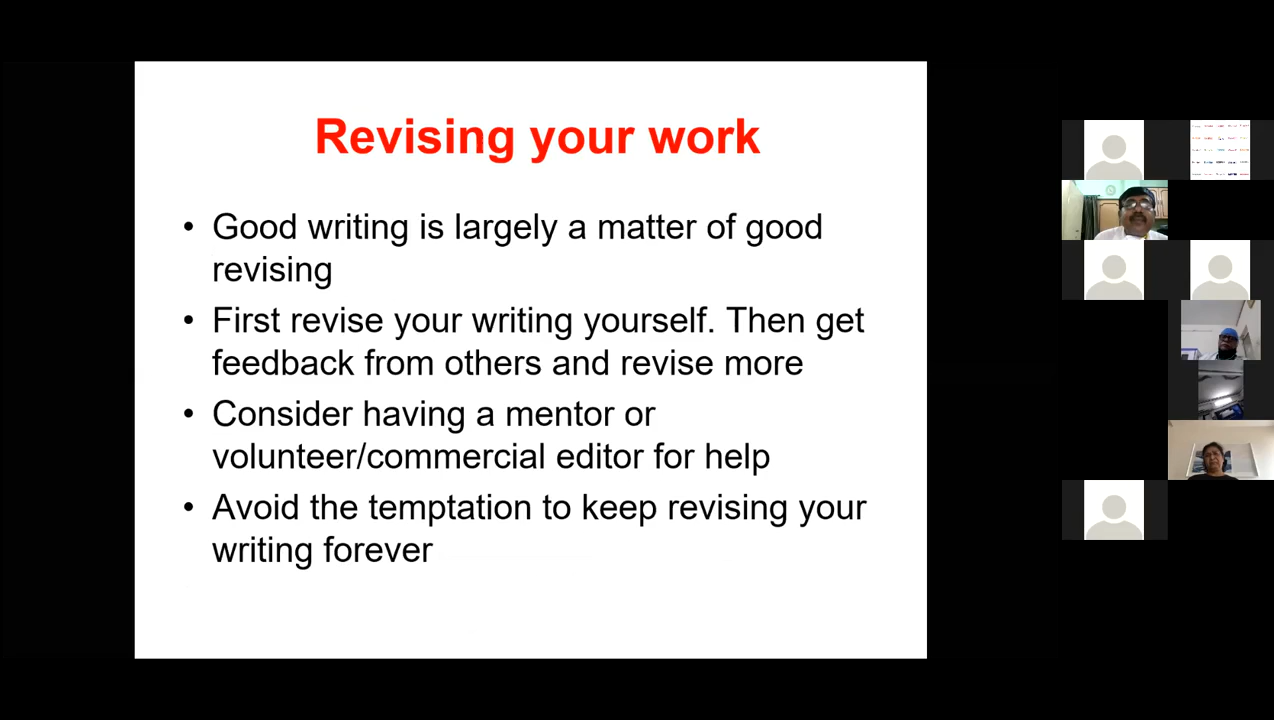 Revising your work
• Good writing is largely a matter of good
revising
• First revise your writing yourself. Then get
feedback from others and revise more
• Consider having a mentor or
volunteer/commercial editor for help
• Avoid the temptation to keep revising your
writing forever